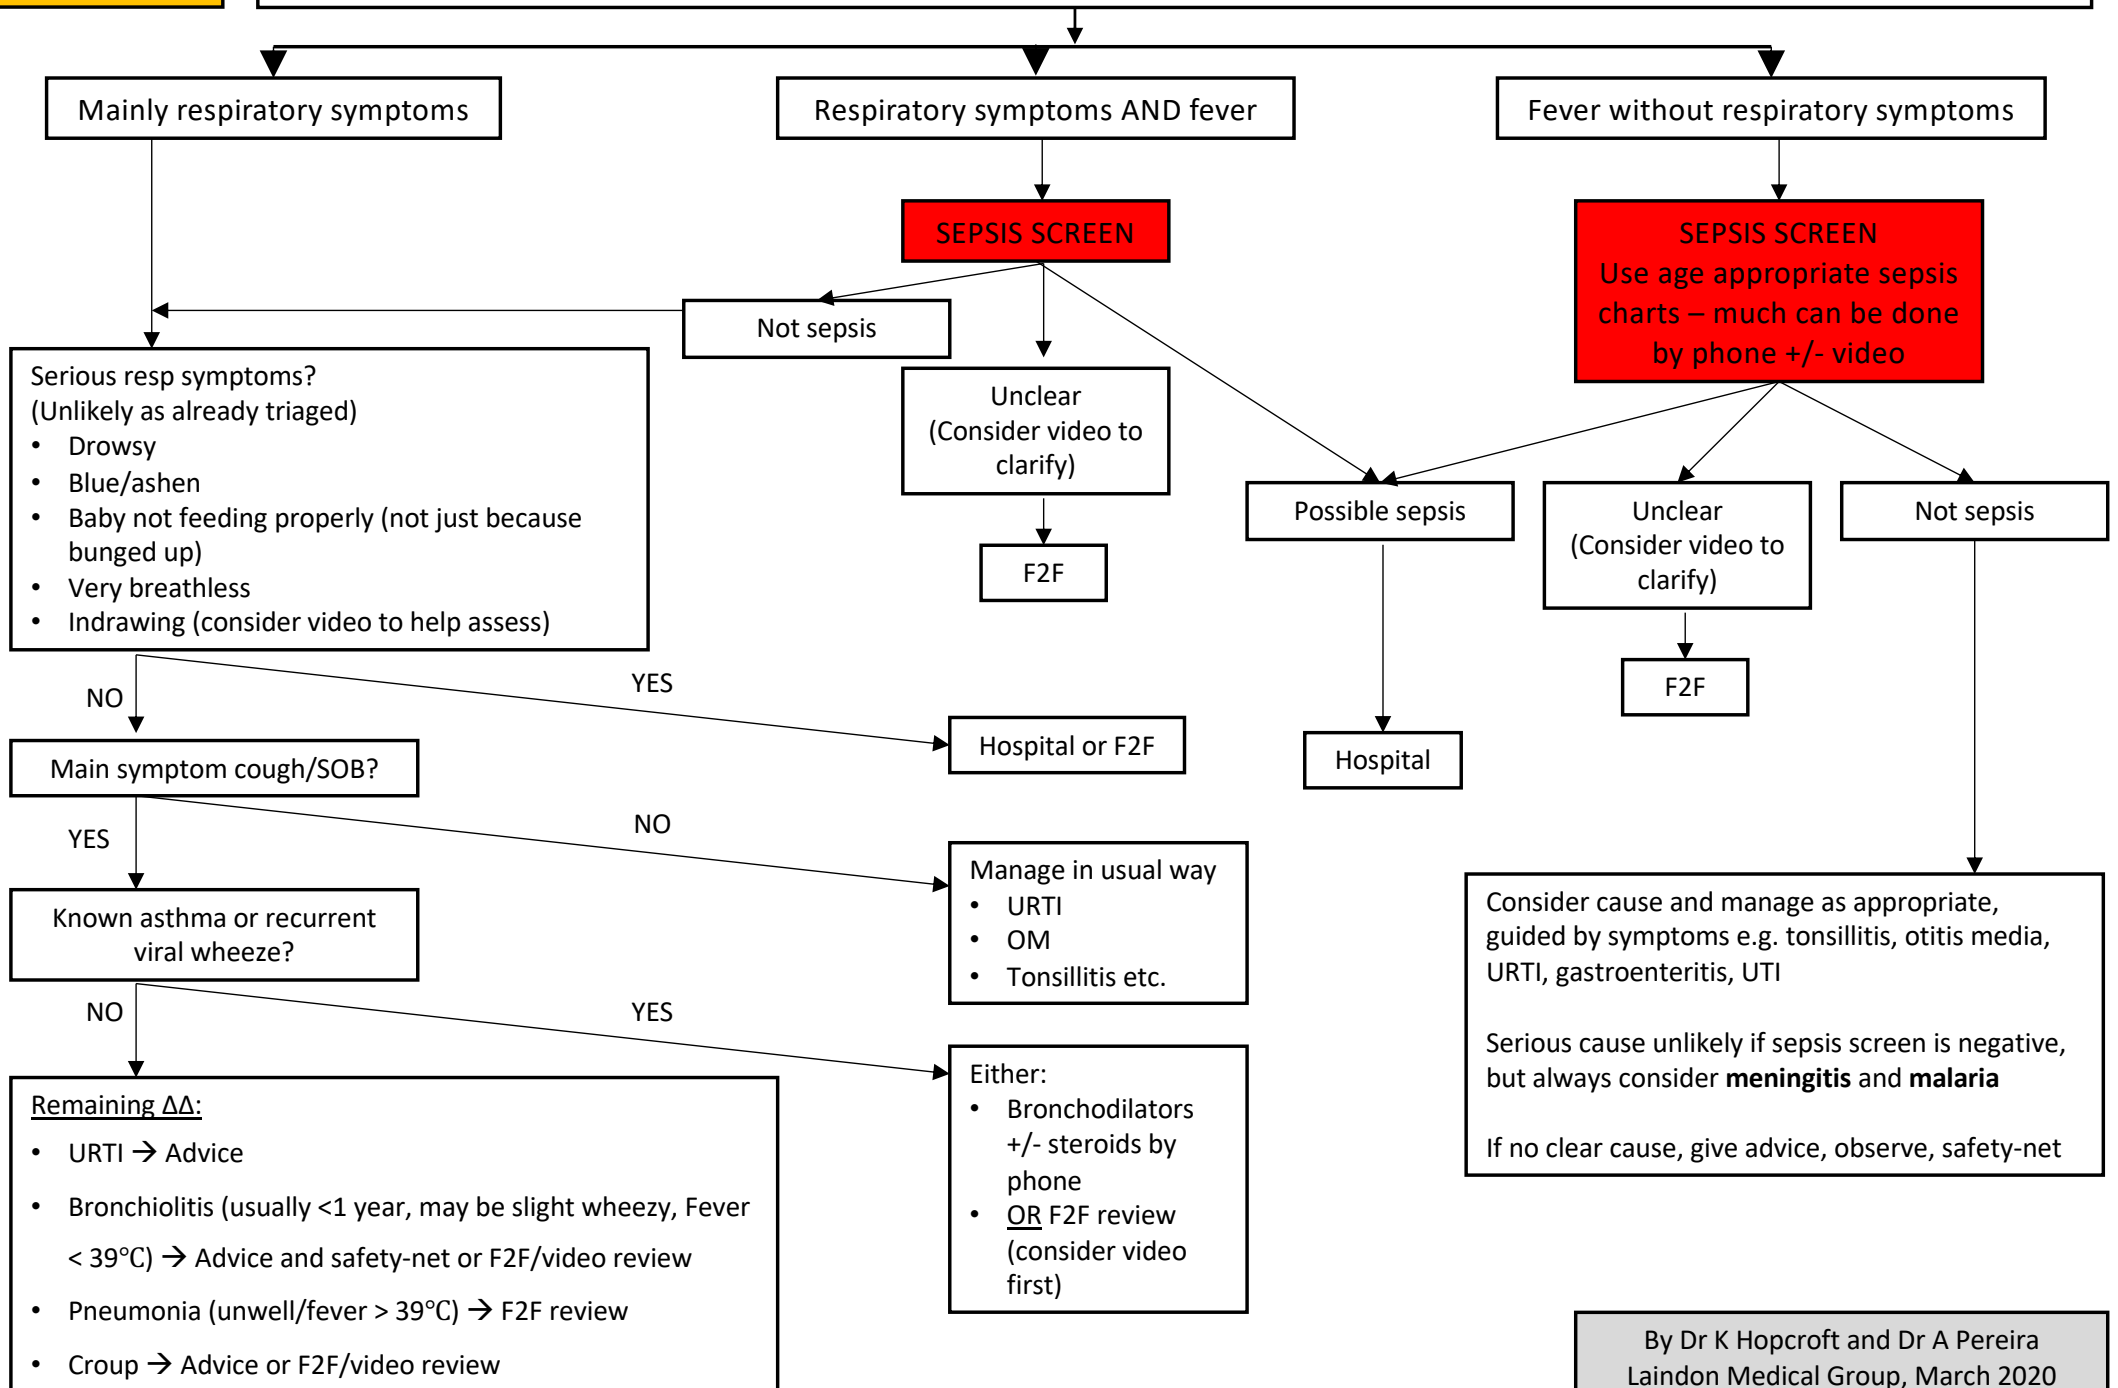 Mainly respiratory symptoms
Respiratory symptoms AND fever
Fever without respiratory symptoms
SEPSIS SCREEN
SEPSIS SCREEN
Use age appropriate sepsis
charts – much can be done
by phone +/- video
Not sepsis
Serious resp symptoms?
(Unlikely as already triaged)
• Drowsy
• Blue/ashen
• Baby not feeding properly (not just because
bunged up)
• Very breathless
• Indrawing (consider video to help assess)
Unclear
(Consider video to
clarify)
F2F
Possible sepsis
Unclear
(Consider video to
clarify)
Not sepsis
F2F
NO
YES
Hospital or F2F
Hospital
Main symptom cough/SOB?
YES
NO
Manage in usual way
• URTI
• OM
• Tonsillitis etc.
Known asthma or recurrent
viral wheeze?
NO
YES
Either:
• Bronchodilators
+/- steroids by
phone
• OR F2F review
(consider video
first)
Consider cause and manage as appropriate,
guided by symptoms e.g. tonsillitis, otitis media,
URTI, gastroenteritis, UTI
Serious cause unlikely if sepsis screen is negative,
but always consider meningitis and malaria
If no clear cause, give advice, observe, safety-net
Remaining ΔΔ:
• URTI → Advice
• Bronchiolitis (usually <1 year, may be slight wheezy, Fever
< 39℃) → Advice and safety-net or F2F/video review
• Pneumonia (unwell/fever > 39℃) → F2F review
• Croup → Advice or F2F/video review
By Dr K Hopcroft and Dr A Pereira
Laindon Medical Group, March 2020